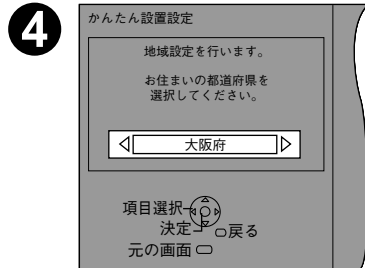 4
かんたん設置設定
地域設定を行います。
お住まいの都道府県を
選択してください。
大阪府
項目選択
決定
戻る
元の画面